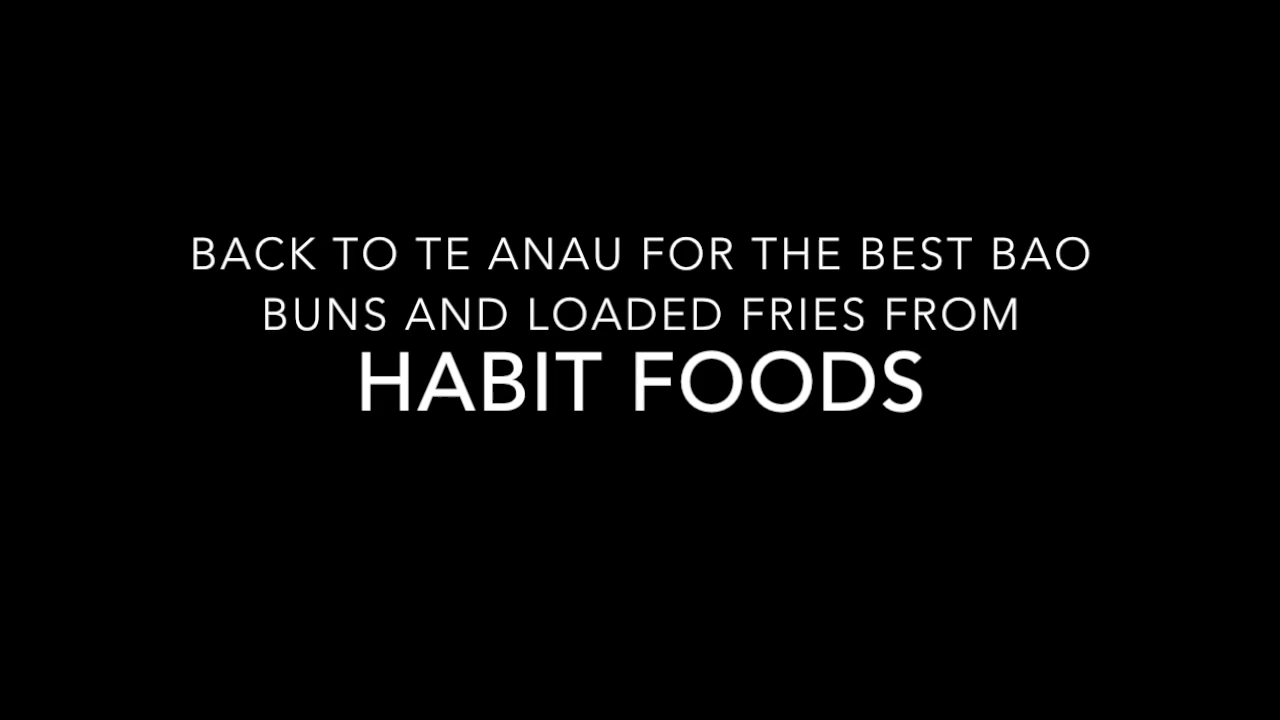 BACK TO TE ANAU FOR THE BEST BAO
BUNS AND LOADED FRIES FROM
HABIT FOODS